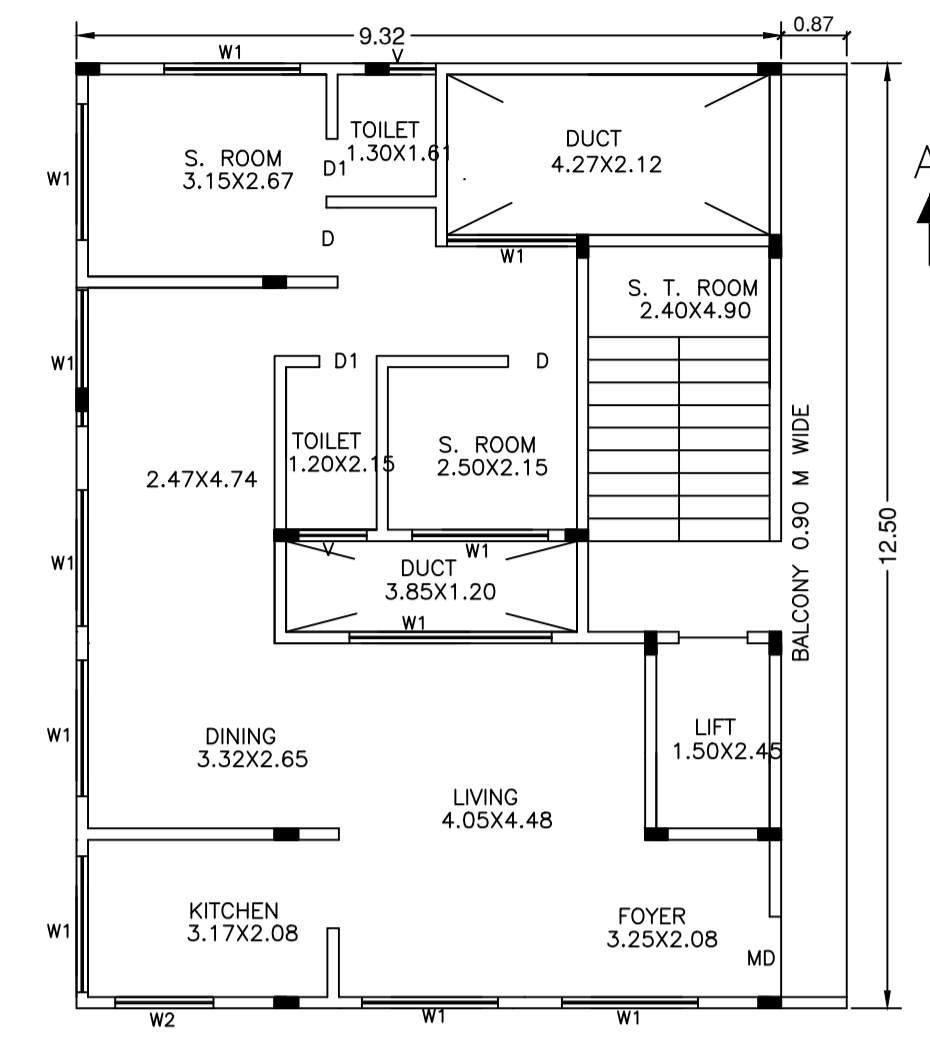 9.32
0.87
W1
V
TOILET
1.30X1.61
DUCT
4.27X2.12
S. ROOM
3.15X2.67
D1
W1
A
D
W1
S. T. ROOM
2.40X4.90
W1
D1
D
TOILET
1.20X2.15
S. ROOM
2.50X2.15
2.47X4.74
BALCONY 0.90 M WIDE
12.50
W1
V
W1
DUCT
3.85X1.20
W1
DINING
3.32X2.65
W1
LIFT
1.50X2.45
LIVING
4.05X4.48
KITCHEN
3.17X2.08
W1
FOYER
3.25X2.08
MD
W2
W1
W1